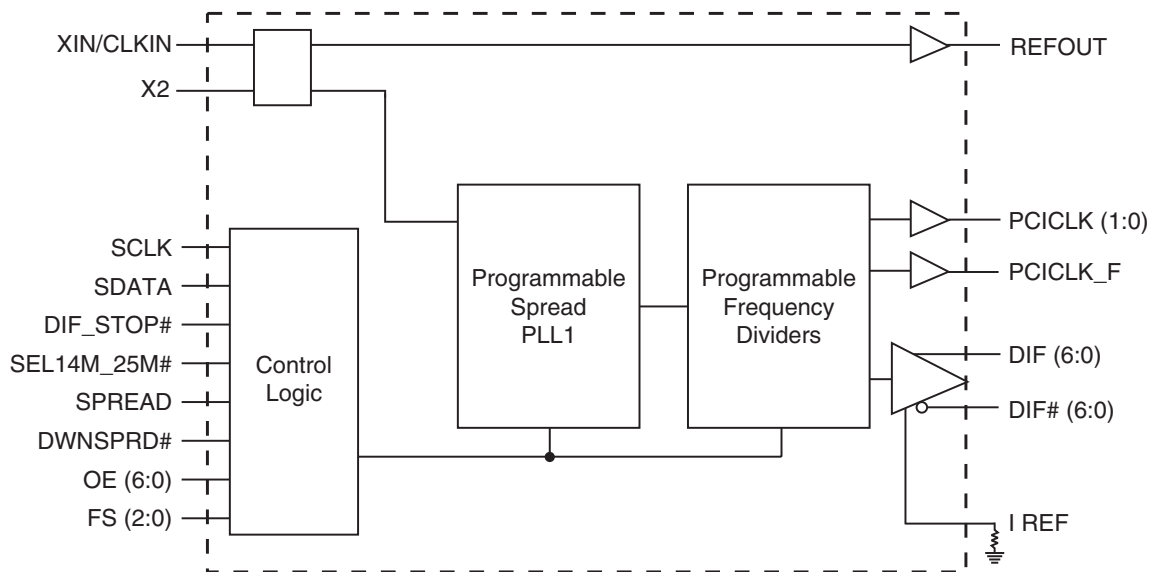 XIN/CLKIN
X2
REFOUT
PCICLK (1:0)
PCICLK_F
DIF (6:0)
DIF# (6:0)
I REF
SCLK
SDATA
DIF_STOP#
SEL14M_25M#
SPREAD
DWNSPRD#
OE (6:0)
FS (2:0)
Control
Logic
Programmable
Spread
PLL1
Programmable
Frequency
Dividers